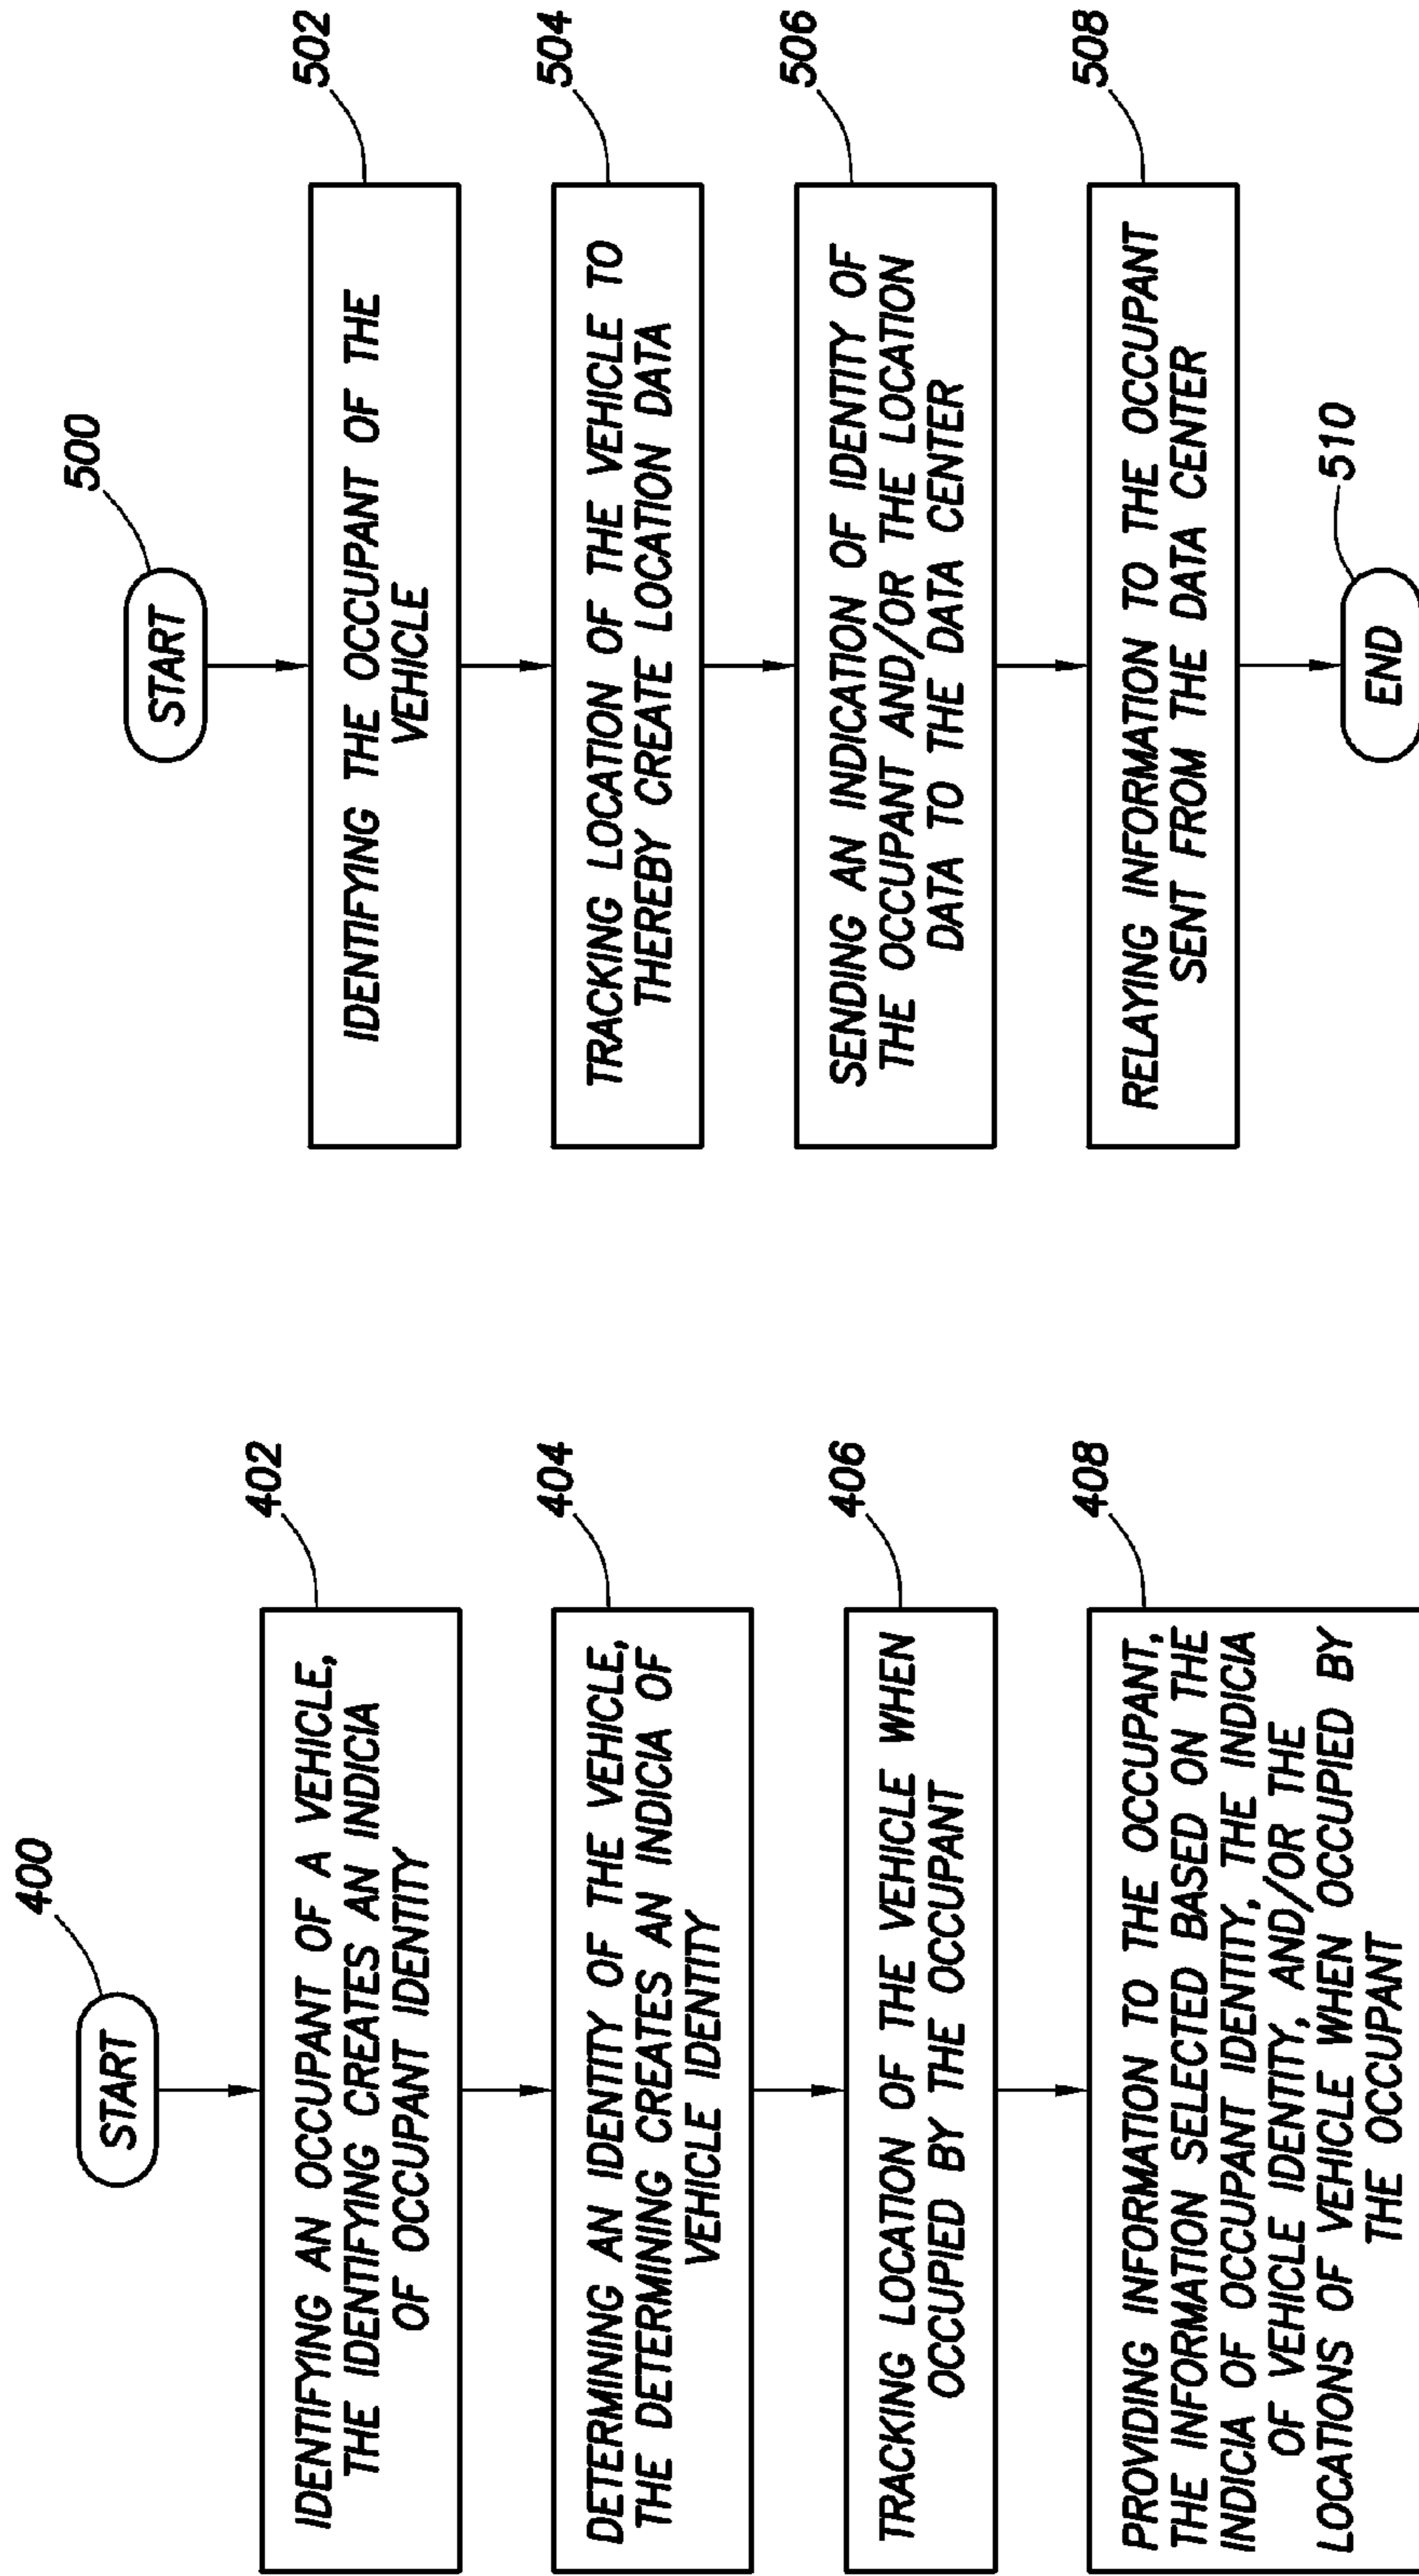 400
START
402
IDENTIFYING AN OCCUPANT OF A VEHICLE,
THE IDENTIFYING CREATES AN INDICIA
OF OCCUPANT IDENTITY
404
DETERMINING AN IDENTITY OF THE VEHICLE,
THE DETERMINING CREATES AN INDICIA OF
VEHICLE IDENTITY
406
TRACKING LOCATION OF THE VEHICLE WHEN
OCCUPIED BY THE OCCUPANT
408
PROVIDING INFORMATION TO THE OCCUPANT,
THE INFORMATION SELECTED BASED ON THE
INDICIA OF OCCUPANT IDENTITY, THE INDICIA
OF VEHICLE IDENTITY, AND/OR THE
LOCATIONS OF VEHICLE WHEN OCCUPIED BY
THE OCCUPANT
500
START
502
IDENTIFYING THE OCCUPANT OF THE
VEHICLE
504
TRACKING LOCATION OF THE VEHICLE TO
THEREBY CREATE LOCATION DATA
506
SENDING AN INDICATION OF IDENTITY OF
THE OCCUPANT AND/OR THE LOCATION
DATA TO THE DATA CENTER
508
RELAYING INFORMATION TO THE OCCUPANT
SENT FROM THE DATA CENTER
510
END